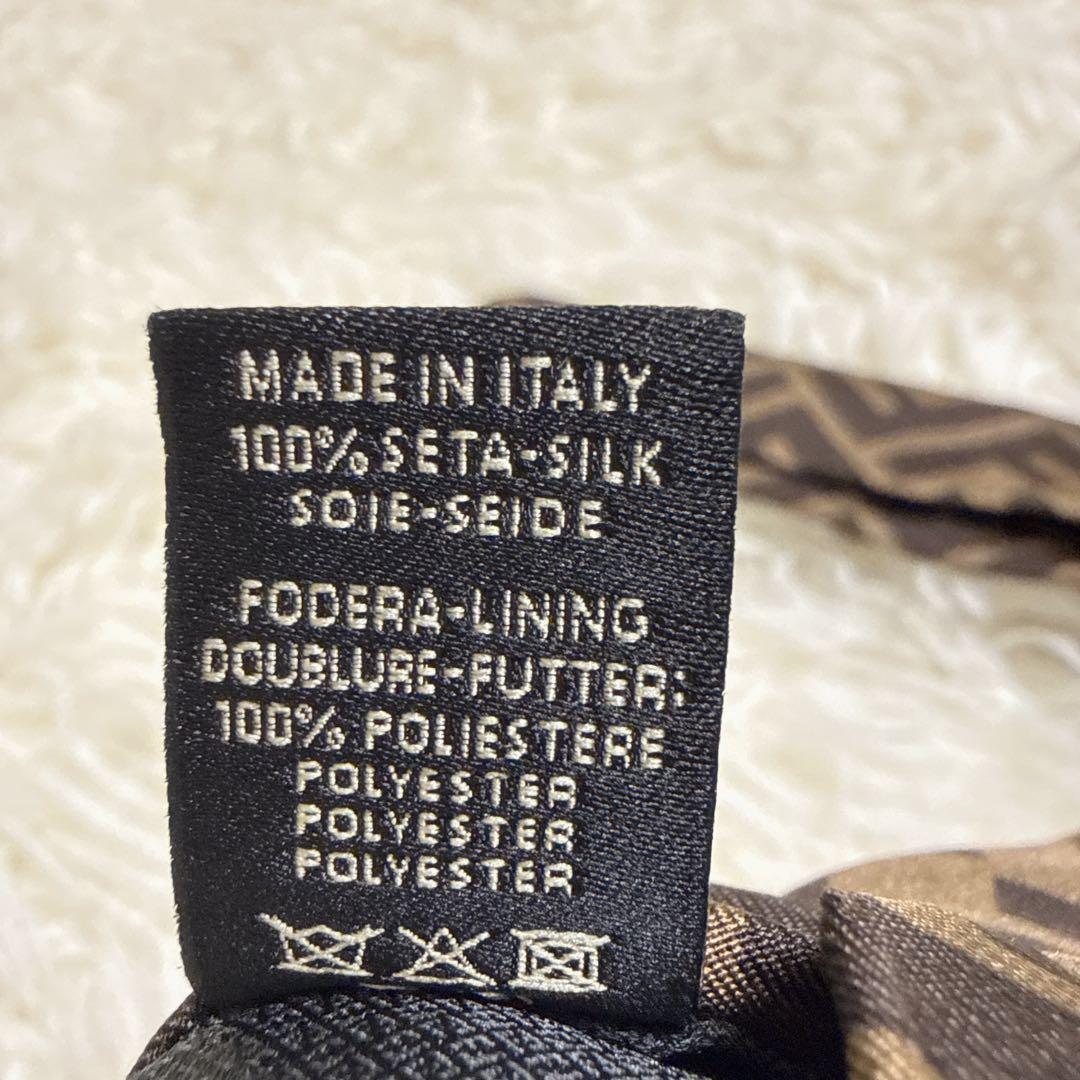 MADE IN ITALY
100% SETA-SILK
SOIE-SEIDE
FODERA-LINING
DOUBLURE-FUTTER:
100% POLIESTERE
POLYESTER
POLYESTER
POLYESTER